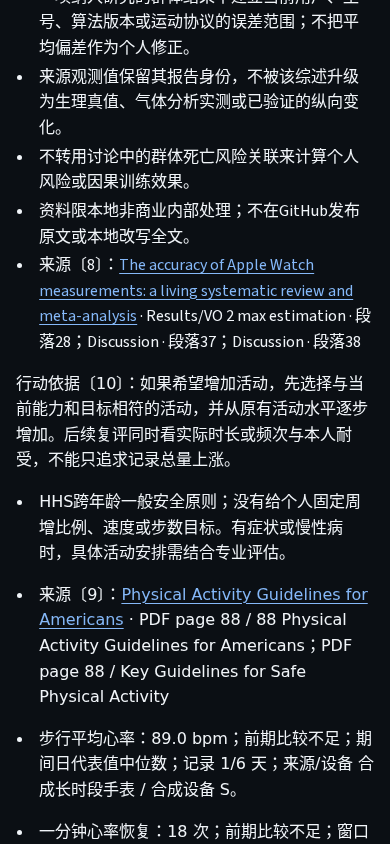 号、算法版本或运动协议的误差范围；不把平
均偏差作为个人修正。
来源观测值保留其报告身份，不被该综述升级
为生理真值、气体分析实测或已验证的纵向变
化。
不转用讨论中的群体死亡风险关联来计算个人
风险或因果训练效果。
资料限本地非商业内部处理；不在GitHub发布
原文或本地改写全文。
来源〔8〕：The accuracy of Apple Watch
measurements: a living systematic review and
meta-analysis · Results/VO 2 max estimation · 段
落28；Discussion · 段落37；Discussion · 段落38
行动依据〔10〕：如果希望增加活动，先选择与当
前能力和目标相符的活动，并从原有活动水平逐步
增加。后续复评同时看实际时长或频次与本人耐
受，不能只追求记录总量上涨。
HHS跨年龄一般安全原则；没有给个人固定周
增比例、速度或步数目标。有症状或慢性病
时，具体活动安排需结合专业评估。
来源〔9〕：Physical Activity Guidelines for
Americans · PDF page 88 / 88 Physical
Activity Guidelines for Americans；PDF
page 88 / Key Guidelines for Safe
Physical Activity
步行平均心率：89.0 bpm；前期比较不足；期
间日代表值中位数；记录 1/6 天；来源/设备 合
成长时段手表 / 合成设备 S。
一分钟心率恢复：18 次；前期比较不足；窗口